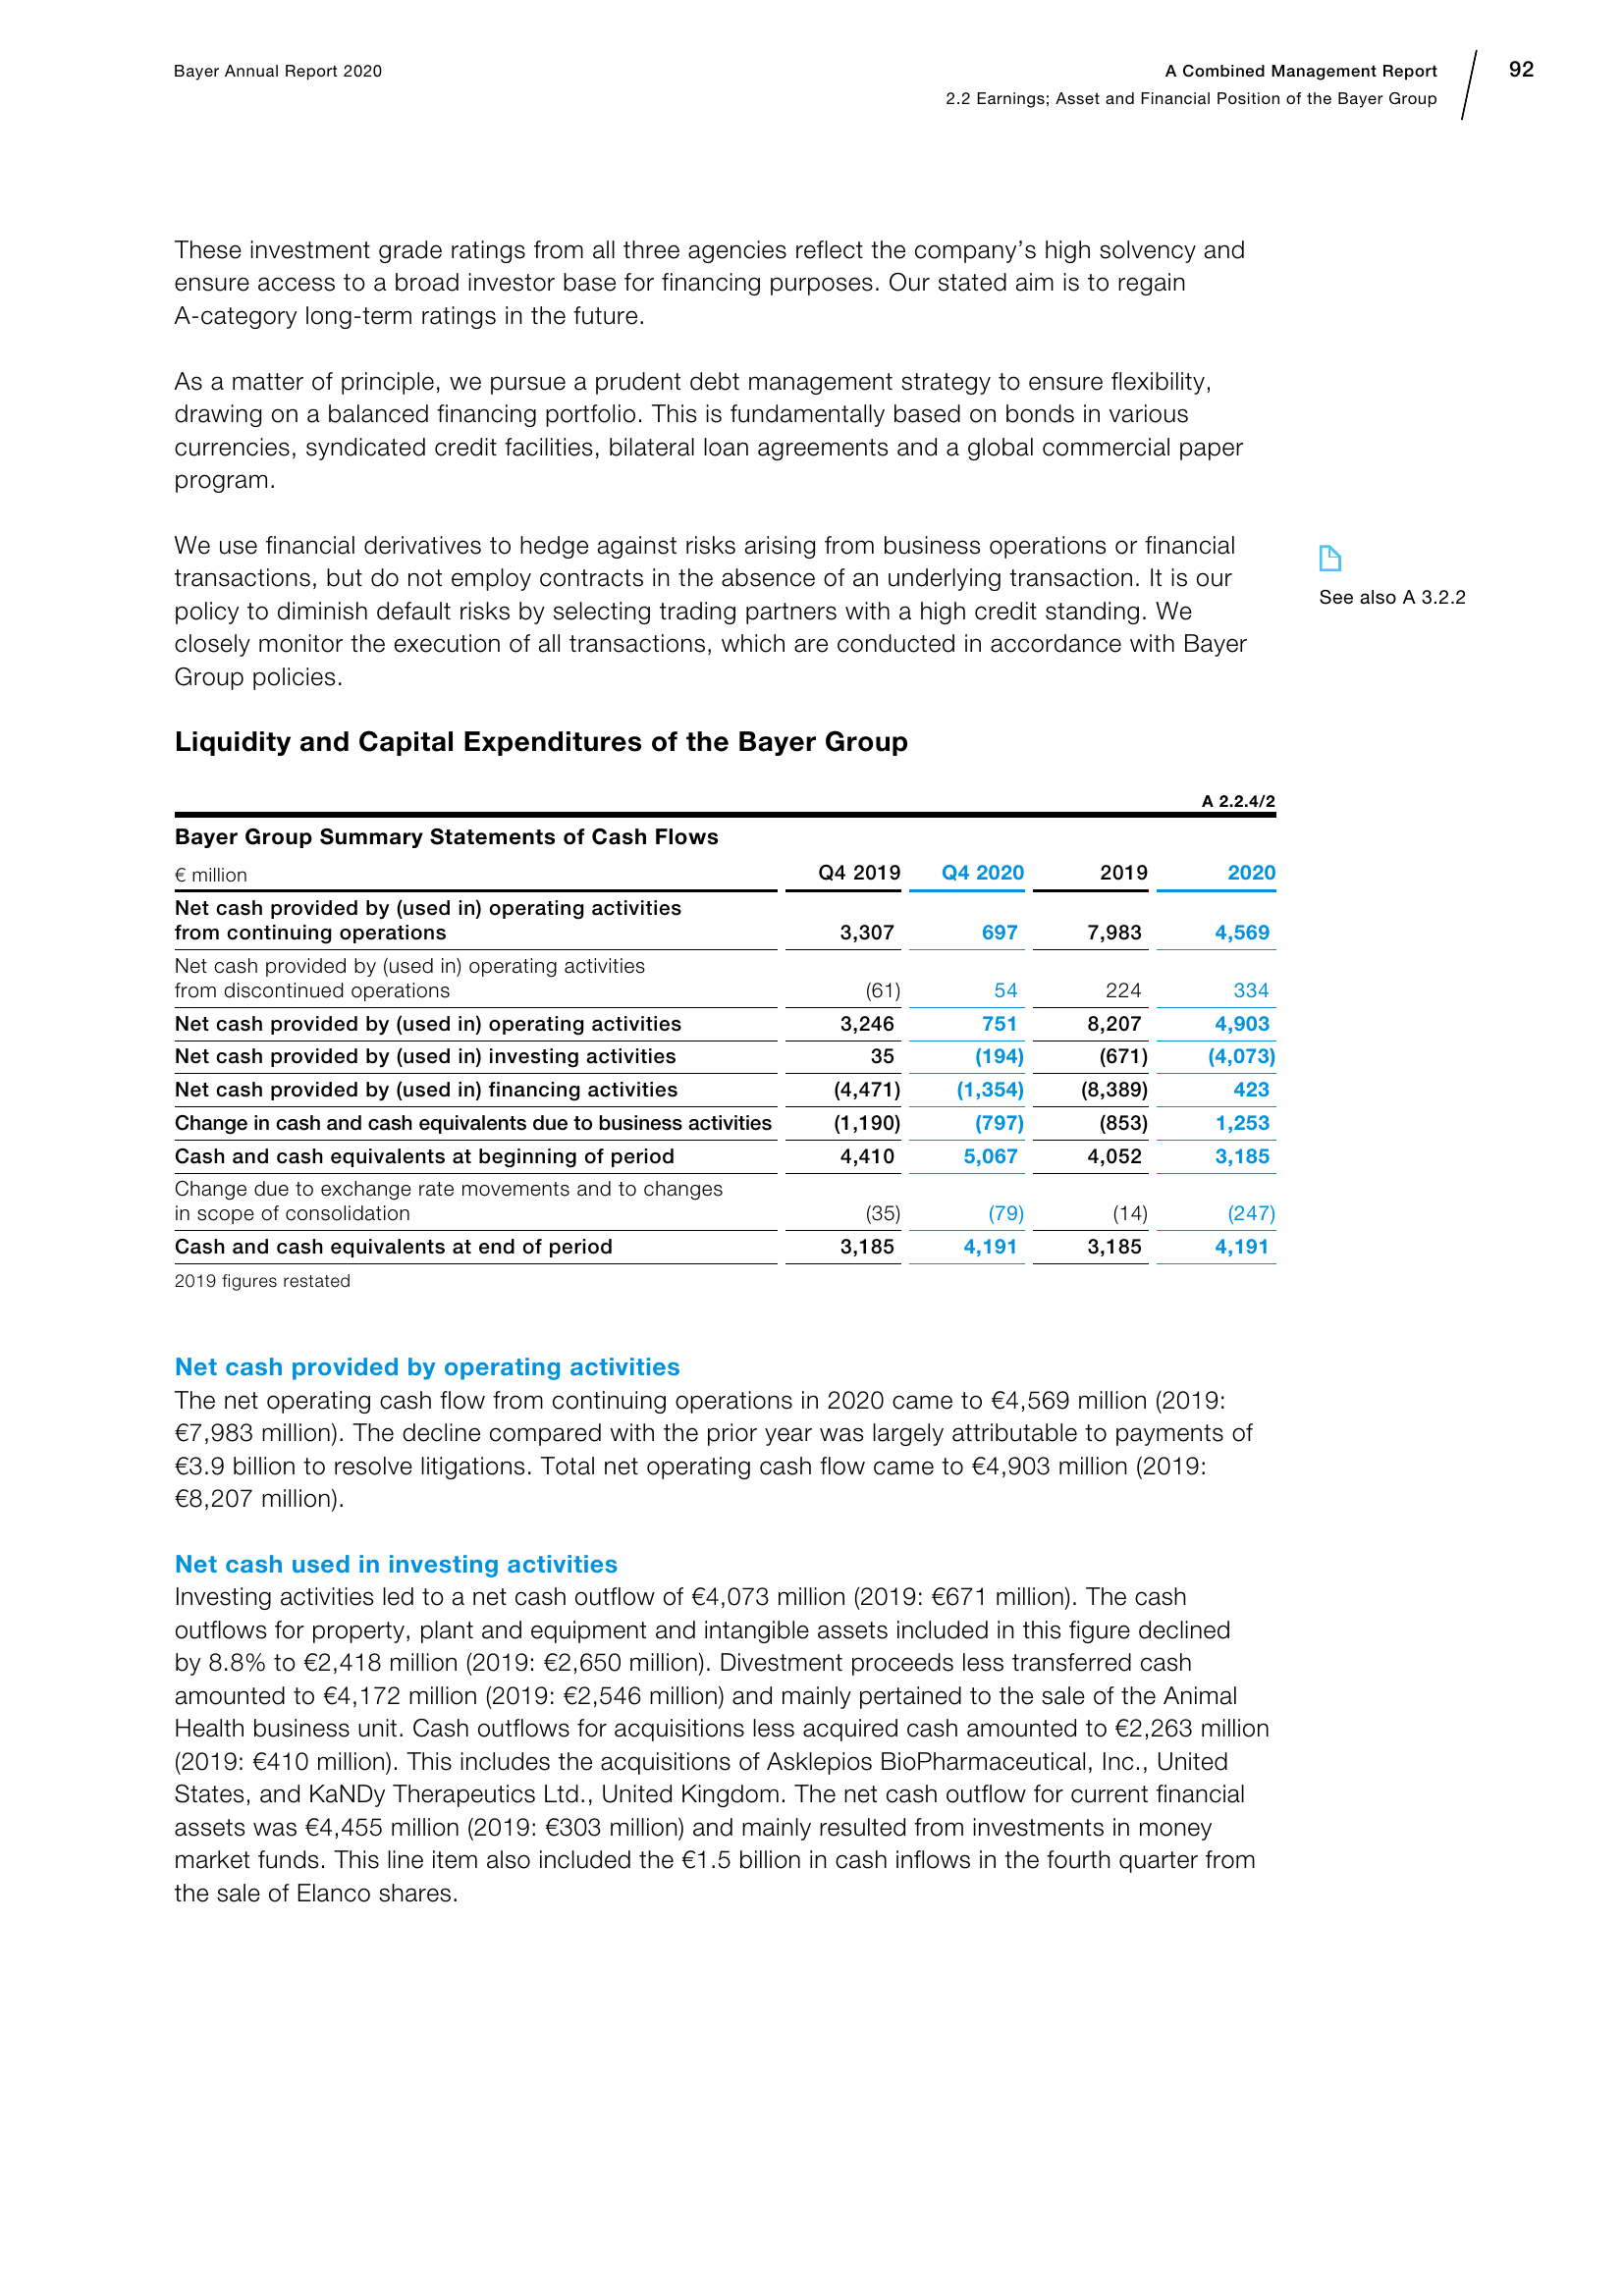 Bayer Annual Report 2020
A Combined Management Report
92
2.2 Earnings; Asset and Financial Position of the Bayer Group
These investment grade ratings from all three agencies reflect the company’s high solvency and
ensure access to a broad investor base for financing purposes. Our stated aim is to regain
A-category long-term ratings in the future.
As a matter of principle, we pursue a prudent debt management strategy to ensure flexibility,
drawing on a balanced financing portfolio. This is fundamentally based on bonds in various
currencies, syndicated credit facilities, bilateral loan agreements and a global commercial paper
program.
We use financial derivatives to hedge against risks arising from business operations or financial
transactions, but do not employ contracts in the absence of an underlying transaction. It is our
policy to diminish default risks by selecting trading partners with a high credit standing. We
closely monitor the execution of all transactions, which are conducted in accordance with Bayer
Group policies.
See also A 3.2.2
Liquidity and Capital Expenditures of the Bayer Group
A 2.2.4/2
Bayer Group Summary Statements of Cash Flows
€ million Q4 2019 Q4 2020 2019 2020
Net cash provided by (used in) operating activities
from continuing operations 3,307 697 7,983 4,569
Net cash provided by (used in) operating activities
from discontinued operations (61) 54 224 334
Net cash provided by (used in) operating activities 3,246 751 8,207 4,903
Net cash provided by (used in) investing activities 35 (194) (671) (4,073)
Net cash provided by (used in) financing activities (4,471) (1,354) (8,389) 423
Change in cash and cash equivalents due to business activities (1,190) (797) (853) 1,253
Cash and cash equivalents at beginning of period 4,410 5,067 4,052 3,185
Change due to exchange rate movements and to changes
in scope of consolidation (35) (79) (14) (247)
Cash and cash equivalents at end of period 3,185 4,191 3,185 4,191
2019 figures restated
Net cash provided by operating activities
The net operating cash flow from continuing operations in 2020 came to €4,569 million (2019:
€7,983 million). The decline compared with the prior year was largely attributable to payments of
€3.9 billion to resolve litigations. Total net operating cash flow came to €4,903 million (2019:
€8,207 million).
Net cash used in investing activities
Investing activities led to a net cash outflow of €4,073 million (2019: €671 million). The cash
outflows for property, plant and equipment and intangible assets included in this figure declined
by 8.8% to €2,418 million (2019: €2,650 million). Divestment proceeds less transferred cash
amounted to €4,172 million (2019: €2,546 million) and mainly pertained to the sale of the Animal
Health business unit. Cash outflows for acquisitions less acquired cash amounted to €2,263 million
(2019: €410 million). This includes the acquisitions of Asklepios BioPharmaceutical, Inc., United
States, and KaNDy Therapeutics Ltd., United Kingdom. The net cash outflow for current financial
assets was €4,455 million (2019: €303 million) and mainly resulted from investments in money
market funds. This line item also included the €1.5 billion in cash inflows in the fourth quarter from
the sale of Elanco shares.